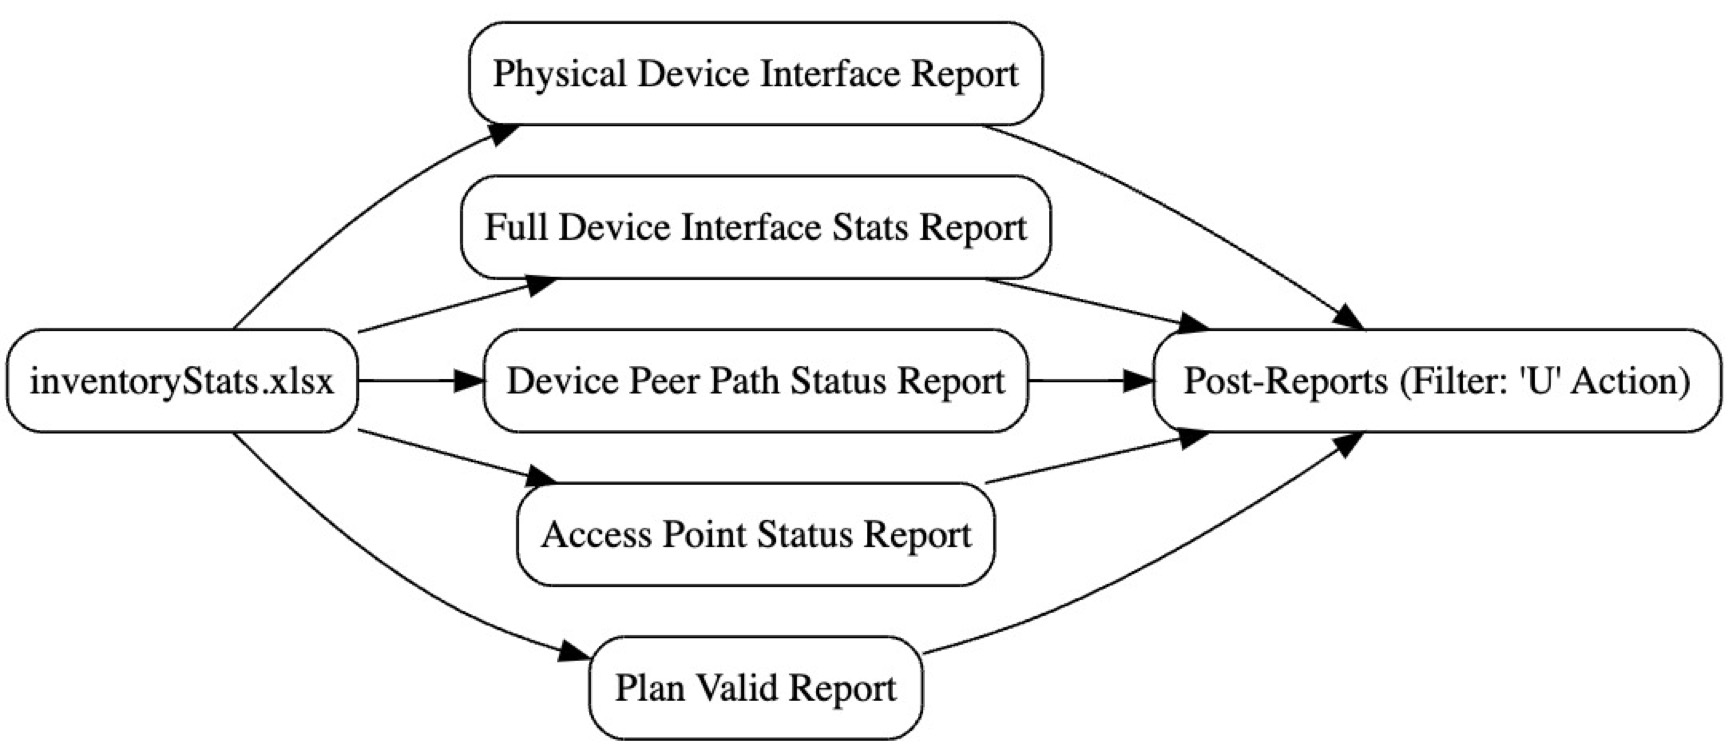 Physical Device Interface Report
Full Device Interface Stats Report
inventoryStats.xlsx
Device Peer Path Status Report
Post-Reports (Filter: 'U' Action)
Access Point Status Report
Plan Valid Report